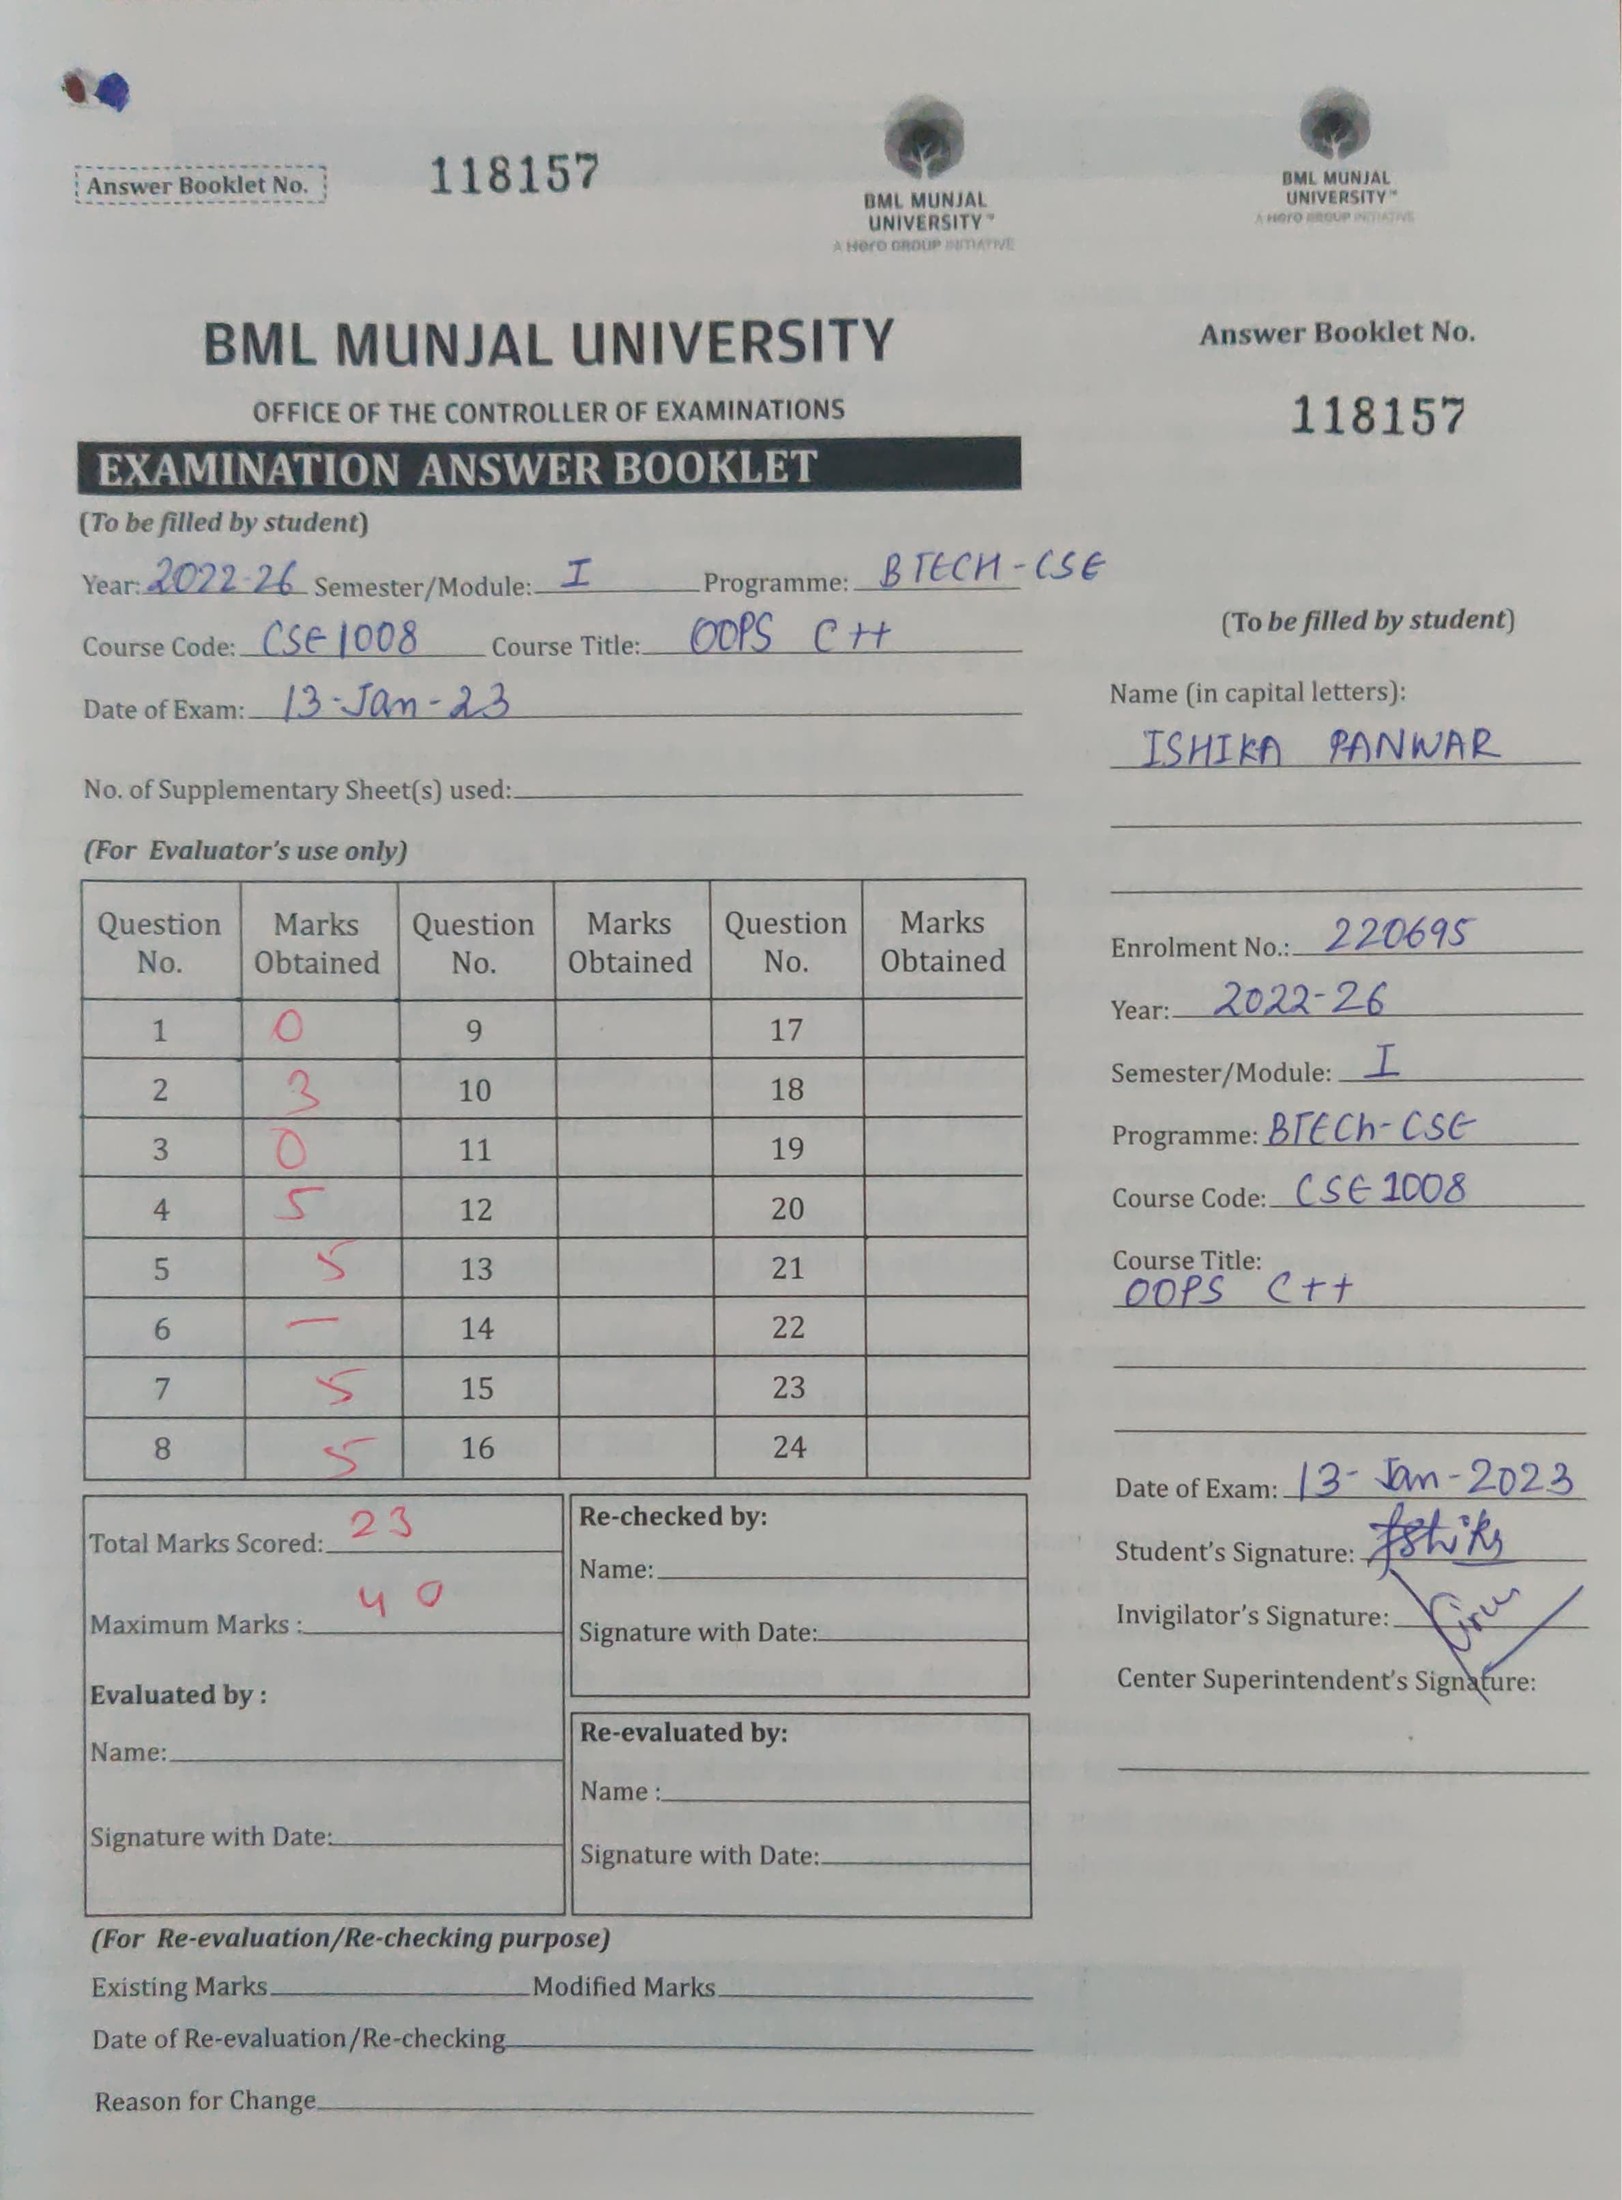 Answer Booklet No.
118157
BML MUNJAL
UNIVERSITY™
A Hero GROUP INITIATIVE
BML MUNJAL UNIVERSITY
OFFICE OF THE CONTROLLER OF EXAMINATIONS
EXAMINATION ANSWER BOOKLET
(To be filled by student)
Year: 2022-26 Semester/Module: I Programme: BTECH-CSE
Course Code: CSE1008 Course Title: OOPS C++
Date of Exam: 13-Jan-23
No. of Supplementary Sheet(s) used:
(For Evaluator's use only)
Question No. Marks Obtained Question No. Marks Obtained Question No. Marks Obtained
1 0 9 17
2 3 10 18
3 0 11 19
4 5 12 20
5 5 13 21
6 — 14 22
7 5 15 23
8 5 16 24
Total Marks Scored: 23
Maximum Marks : 40
Evaluated by :
Name:
Signature with Date:
Re-checked by:
Name:
Signature with Date:
Re-evaluated by:
Name :
Signature with Date:
(For Re-evaluation/Re-checking purpose)
Existing Marks Modified Marks
Date of Re-evaluation/Re-checking
Reason for Change
BML MUNJAL
UNIVERSITY™
A Hero GROUP INITIATIVE
Answer Booklet No.
118157
(To be filled by student)
Name (in capital letters):
ISHIKA PANWAR
Enrolment No.: 220695
Year: 2022-26
Semester/Module: I
Programme: BTECh-CSE
Course Code: CSE1008
Course Title:
OOPS C++
Date of Exam: 13-Jan-2023
Student's Signature:
Invigilator's Signature:
Center Superintendent's Signature: